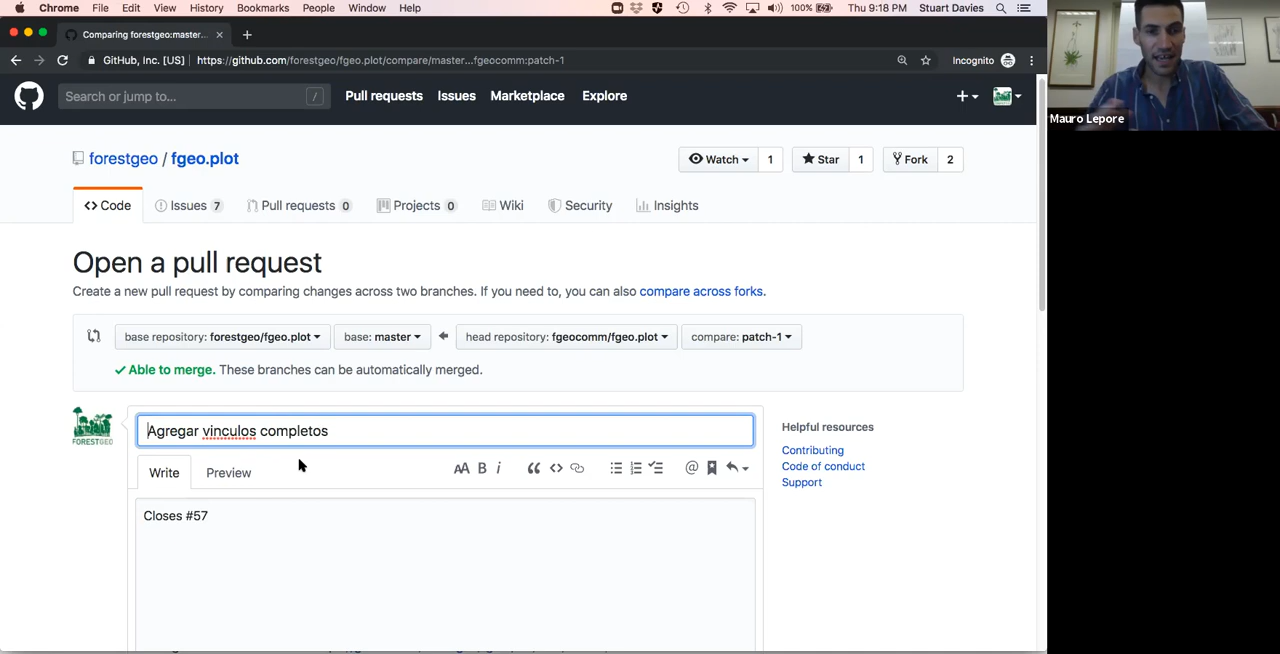 Chrome File Edit View History Bookmarks People Window Help 100% Thu 9:18 PM Stuart Davies
Comparing forestgeo:master...
GitHub, Inc. [US] https://github.com/forestgeo/fgeo.plot/compare/master...fgeocomm:patch-1 Incognito
Search or jump to... / Pull requests Issues Marketplace Explore
Mauro Lepore
forestgeo / fgeo.plot Watch 1 Star 1 Fork 2
Code Issues 7 Pull requests 0 Projects 0 Wiki Security Insights
Open a pull request
Create a new pull request by comparing changes across two branches. If you need to, you can also compare across forks.
base repository: forestgeo/fgeo.plot base: master head repository: fgeocomm/fgeo.plot compare: patch-1
Able to merge. These branches can be automatically merged.
FORESTGEO
Agregar vinculos completos
Helpful resources
Contributing
Code of conduct
Support
Write Preview AA B i @
Closes #57